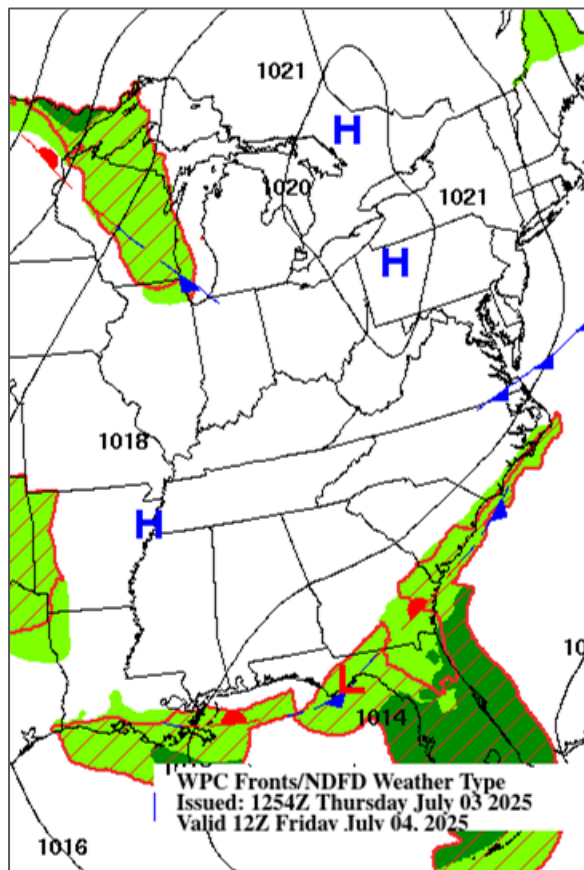 1021
H
1020
1021
H
1018
H
L
1014
WPC Fronts/NDFD Weather Type
Issued: 1254Z Thursday July 03 2025
Valid 12Z Friday July 04, 2025
1016